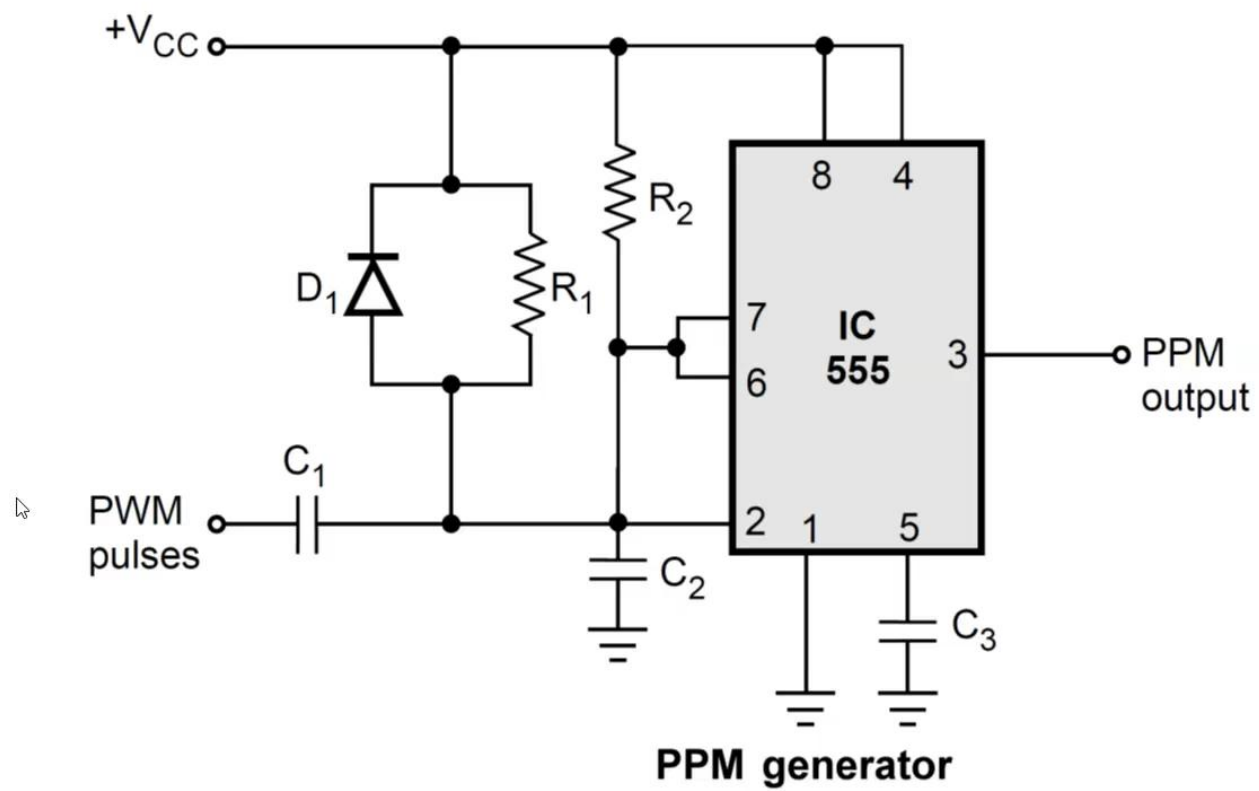 +VCC
D1
R1
R2
8
4
7
6
IC
555
3
PPM
output
C1
PWM
pulses
2
1
5
C2
C3
PPM generator